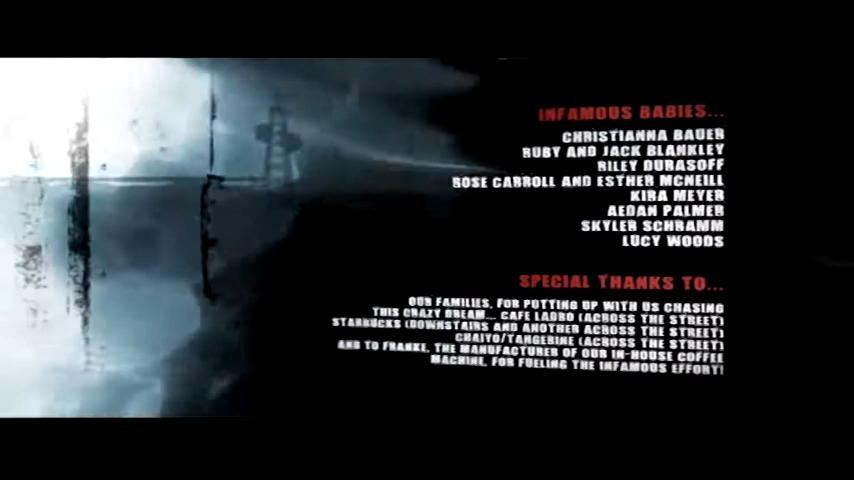 INFAMOUS BABIES...
CHRISTIANNA BAUER
RUBY AND JACK BLANKLEY
RILEY DURASOFF
ROSE CARROLL AND ESTHER MCNEILL
KIRA MEYER
AEDAN PALMER
SKYLER SCHRAMM
LUCY WOODS
SPECIAL THANKS TO...
OUR FAMILIES, FOR PUTTING UP WITH US CHASING
THIS CRAZY DREAM... CAFE LADRO (ACROSS THE STREET)
STARBUCKS (DOWNSTAIRS AND ANOTHER ACROSS THE STREET)
CHAIYO/TANGERINE (ACROSS THE STREET)
AND TO FRANKE, THE MANUFACTURER OF OUR IN-HOUSE COFFEE
MACHINE, FOR FUELING THE INFAMOUS EFFORT!